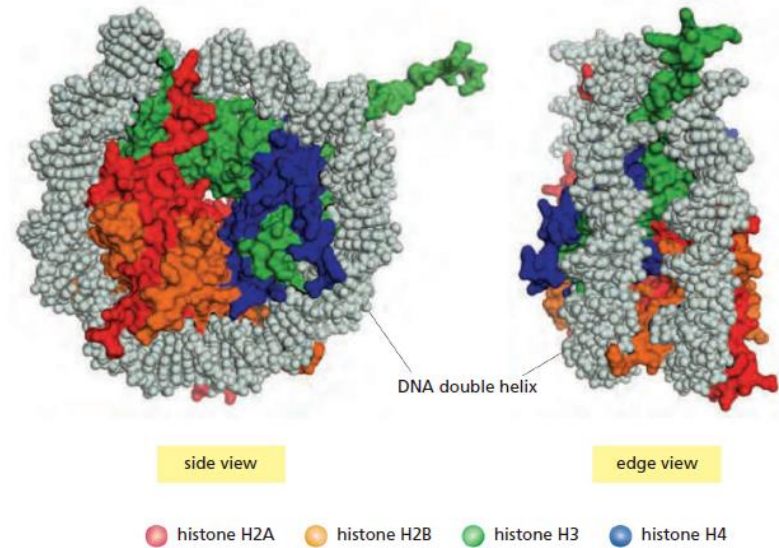 DNA double helix
side view
edge view
histone H2A
histone H2B
histone H3
histone H4